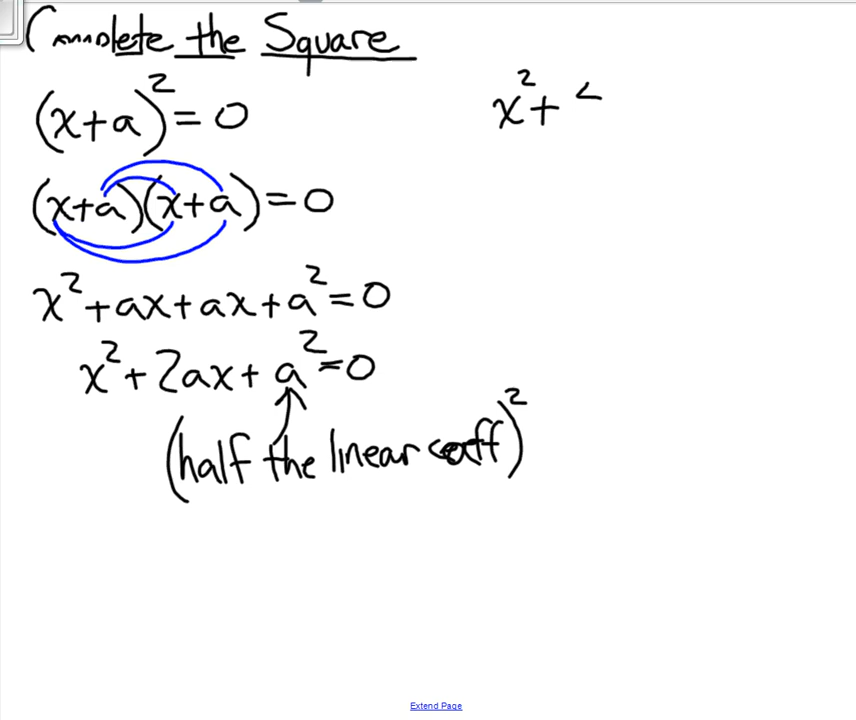 Complete the Square
(x+a)² = 0
x² +
(x+a)(x+a) = 0
x² + ax + ax + a² = 0
x² + 2ax + a² = 0
(half the linear coeff)²
Extend Page